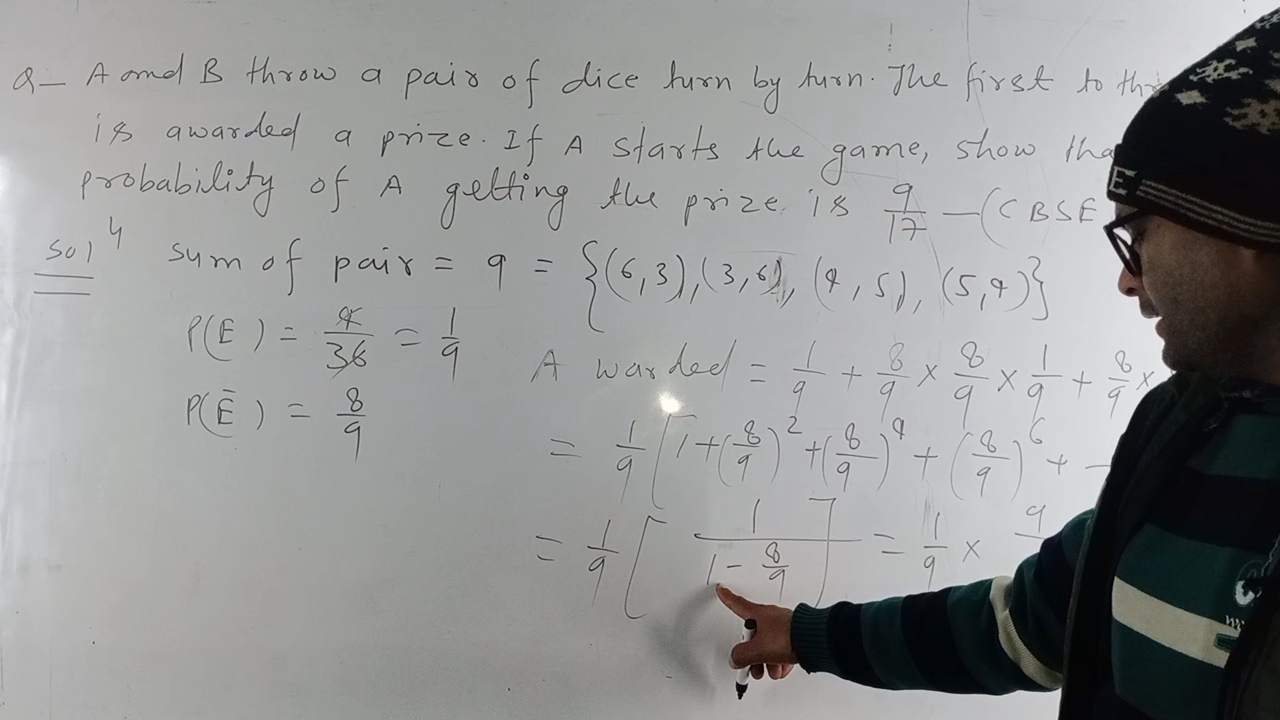 Q- A and B throw a pair of dice turn by turn. The first to
is awarded a prize. If A starts the game, show
probability of A getting the prize is 9/17 - (CBSE
Solⁿ Sum of pair = 9 = {(6,3), (3,6), (4,5), (5,4)}
P(E) = 4/36 = 1/9
P(Ē) = 8/9
A warded = 1/9 + 8/9 × 8/9 × 1/9 + 8/9 ×
= 1/9 [1 + (8/9)² + (8/9)⁴ + (8/9)⁶ + -
= 1/9 [1/(1 - 8/9)] = 1/9 × 9
E